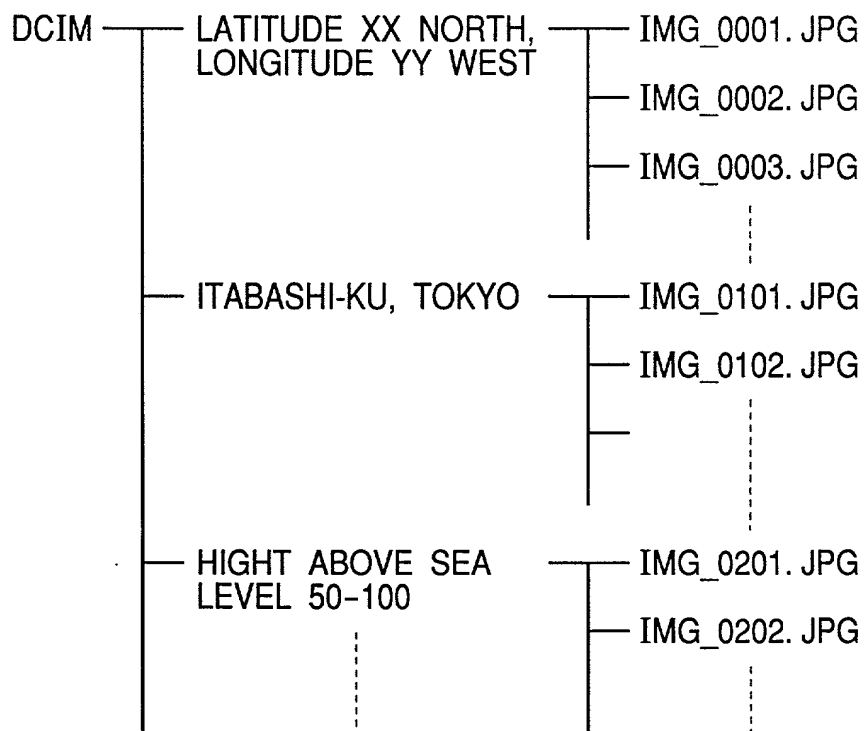 DCIM
LATITUDE XX NORTH,
LONGITUDE YY WEST
IMG_0001.JPG
IMG_0002.JPG
IMG_0003.JPG
ITABASHI-KU, TOKYO
IMG_0101.JPG
IMG_0102.JPG
HIGHT ABOVE SEA
LEVEL 50-100
IMG_0201.JPG
IMG_0202.JPG